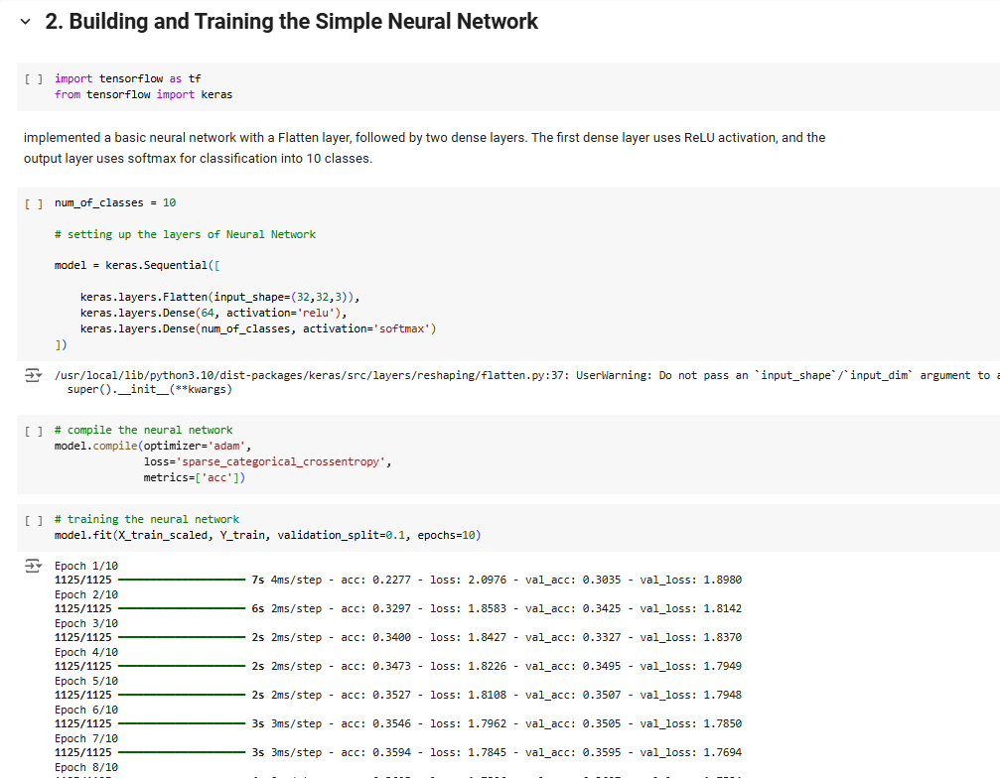 2. Building and Training the Simple Neural Network
[ ] import tensorflow as tf
from tensorflow import keras
implemented a basic neural network with a Flatten layer, followed by two dense layers. The first dense layer uses ReLU activation, and the
output layer uses softmax for classification into 10 classes.
[ ] num_of_classes = 10
# setting up the layers of Neural Network
model = keras.Sequential([
keras.layers.Flatten(input_shape=(32,32,3)),
keras.layers.Dense(64, activation='relu'),
keras.layers.Dense(num_of_classes, activation='softmax')
])
/usr/local/lib/python3.10/dist-packages/keras/src/layers/reshaping/flatten.py:37: UserWarning: Do not pass an `input_shape`/`input_dim` argument to a
super().__init__(**kwargs)
[ ] # compile the neural network
model.compile(optimizer='adam',
loss='sparse_categorical_crossentropy',
metrics=['acc'])
[ ] # training the neural network
model.fit(X_train_scaled, Y_train, validation_split=0.1, epochs=10)
Epoch 1/10
1125/1125 ━━━━━━━━━━━━━━━━━━━━ 7s 4ms/step - acc: 0.2277 - loss: 2.0976 - val_acc: 0.3035 - val_loss: 1.8980
Epoch 2/10
1125/1125 ━━━━━━━━━━━━━━━━━━━━ 6s 2ms/step - acc: 0.3297 - loss: 1.8583 - val_acc: 0.3425 - val_loss: 1.8142
Epoch 3/10
1125/1125 ━━━━━━━━━━━━━━━━━━━━ 2s 2ms/step - acc: 0.3400 - loss: 1.8427 - val_acc: 0.3327 - val_loss: 1.8370
Epoch 4/10
1125/1125 ━━━━━━━━━━━━━━━━━━━━ 2s 2ms/step - acc: 0.3473 - loss: 1.8226 - val_acc: 0.3495 - val_loss: 1.7949
Epoch 5/10
1125/1125 ━━━━━━━━━━━━━━━━━━━━ 2s 2ms/step - acc: 0.3527 - loss: 1.8108 - val_acc: 0.3507 - val_loss: 1.7948
Epoch 6/10
1125/1125 ━━━━━━━━━━━━━━━━━━━━ 3s 3ms/step - acc: 0.3546 - loss: 1.7962 - val_acc: 0.3505 - val_loss: 1.7850
Epoch 7/10
1125/1125 ━━━━━━━━━━━━━━━━━━━━ 3s 3ms/step - acc: 0.3594 - loss: 1.7845 - val_acc: 0.3595 - val_loss: 1.7694
Epoch 8/10